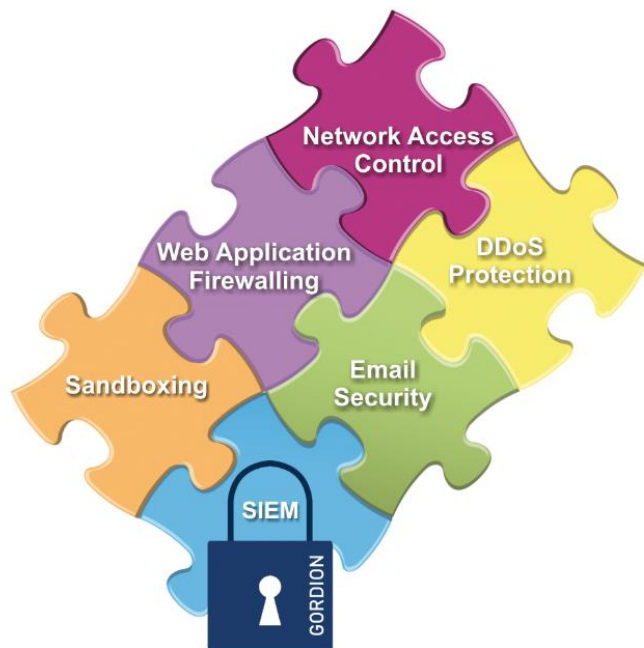 Network Access
Control
DDoS
Protection
Web Application
Firewalling
Email
Security
Sandboxing
SIEM
GORDION